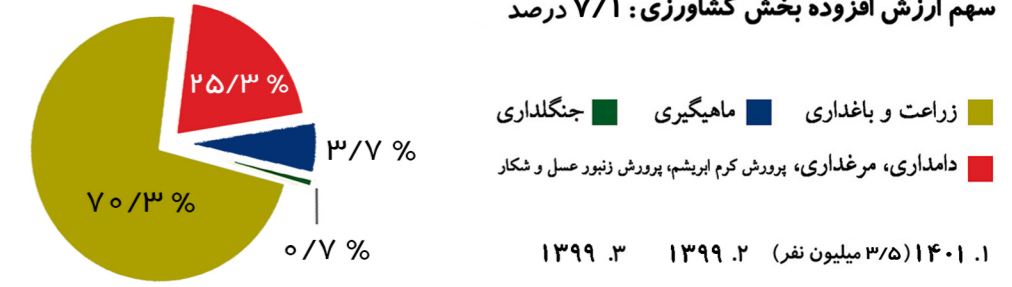 سهم ارزش افزوده بخش کشاورزی: ۷/۱ درصد
زراعت و باغداری
ماهیگیری
جنگلداری
دامداری، مرغداری، پرورش کرم ابریشم، پرورش زنبور عسل و شکار
۲۵/۳ %
۳/۷ %
۷۰/۳ %
۰/۷ %
۱. ۱۴۰۱ (۳/۵ میلیون نفر) ۲. ۱۳۹۹ ۳. ۱۳۹۹